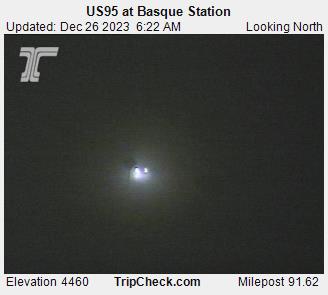 US95 at Basque Station
Updated: Dec 26 2023 6:22 AM Looking North
Elevation 4460 TripCheck.com Milepost 91.62